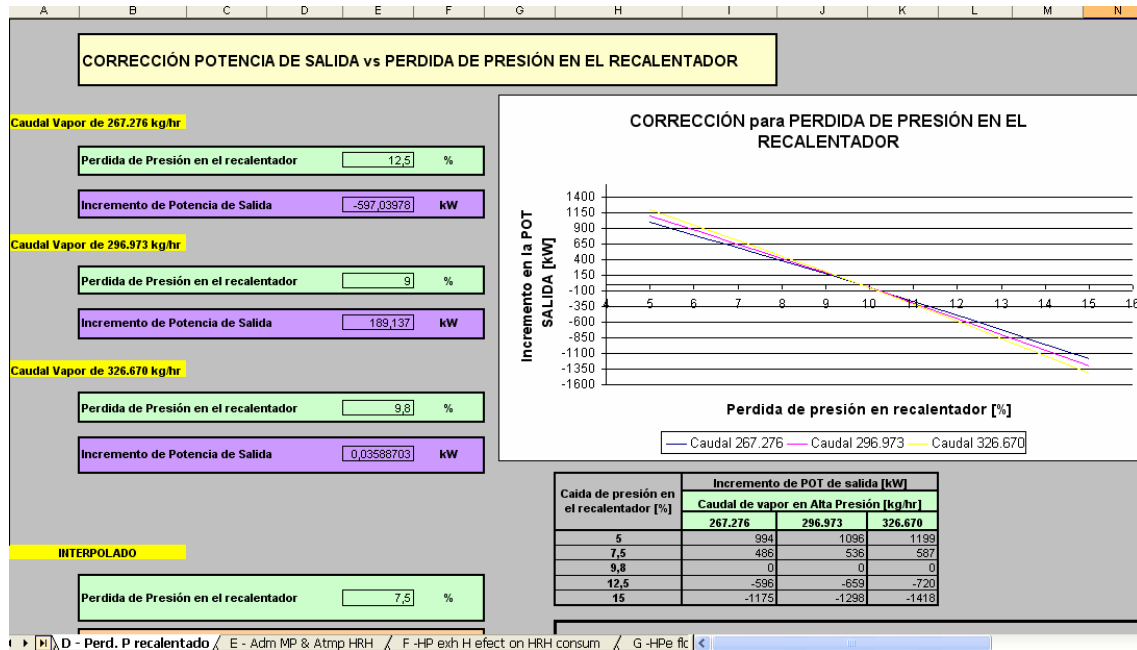 A B C D E F G H I J K L M N
CORRECCIÓN POTENCIA DE SALIDA vs PERDIDA DE PRESIÓN EN EL RECALENTADOR
Caudal Vapor de 267.276 kg/hr
Perdida de Presión en el recalentador 12,5 %
Incremento de Potencia de Salida -597,03978 kW
Caudal Vapor de 296.973 kg/hr
Perdida de Presión en el recalentador 9 %
Incremento de Potencia de Salida 189,137 kW
Caudal Vapor de 326.670 kg/hr
Perdida de Presión en el recalentador 9,8 %
Incremento de Potencia de Salida 0,03588703 kW
INTERPOLADO
Perdida de Presión en el recalentador 7,5 %
CORRECCIÓN para PERDIDA DE PRESIÓN EN EL
RECALENTADOR
Incremento en la POT
SALIDA [kW]
1400
1150
900
650
400
150
-100
-350
-600
-850
-1100
-1350
-1600
4 5 6 7 8 9 10 11 12 13 14 15 16
Perdida de presión en recalentador [%]
Caudal 267.276 Caudal 296.973 Caudal 326.670
Caida de presión en
el recalentador [%]
Incremento de POT de salida [kW]
Caudal de vapor en Alta Presión [kg/hr]
267.276 296.973 326.670
5 994 1096 1199
7,5 486 536 587
9,8 0 0 0
12,5 -596 -659 -720
15 -1175 -1298 -1418
D - Perd. P recalentado E - Adm MP & Atmp HRH F -HP exh H efect on HRH consum G -HPe flo